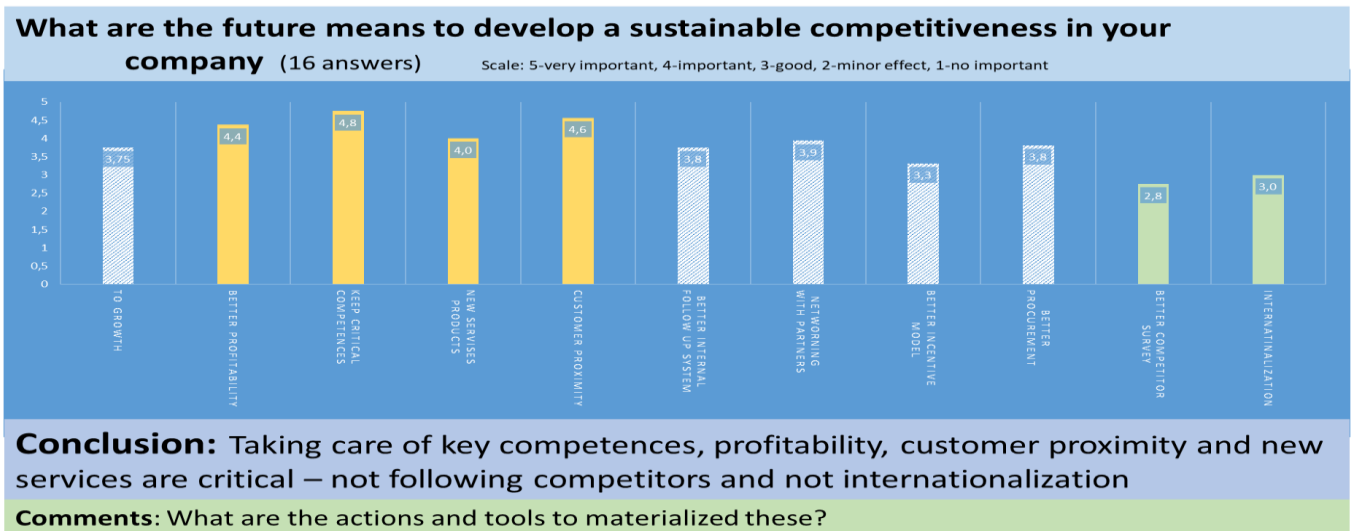 What are the future means to develop a sustainable competitiveness in your
company (16 answers) Scale: 5-very important, 4-important, 3-good, 2-minor effect, 1-no important
5
4,5
4
3,5
3
2,5
2
1,5
1
0,5
0
3,75
4,4
4,8
4,0
4,6
3,8
3,9
3,3
3,8
2,8
3,0
TO GROWTH
BETTER PROFITABILITY
KEEP CRITICAL
COMPETENCES
NEW SERVISES
PRODUCTS
CUSTOMER PROXIMITY
BETTER INTERNAL
FOLLOW UP SYSTEM
NETWORNING
WITH PARTNERS
BETTER INCENTIVE
MODEL
BETTER
PROCUREMENT
BETTER COMPETITOR
SURVEY
INTERNATINALIZATION
Conclusion: Taking care of key competences, profitability, customer proximity and new
services are critical – not following competitors and not internationalization
Comments: What are the actions and tools to materialized these?